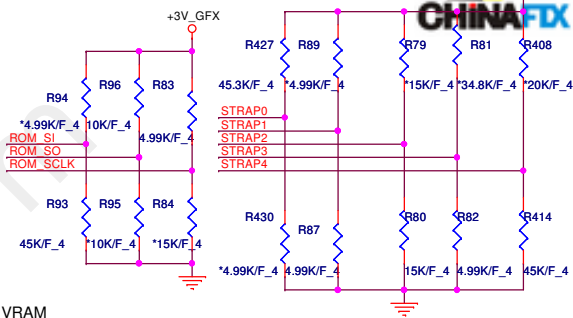 CHINAFIX
+3V_GFX
R427 R89 R79 R81 R408
45.3K/F_4 *4.99K/F_4 *15K/F_4 *34.8K/F_4 *20K/F_4
R94 R96 R83
*4.99K/F_4 10K/F_4 4.99K/F_4
STRAP0
STRAP1
STRAP2
STRAP3
STRAP4
ROM_SI
ROM_SO
ROM_SCLK
R93 R95 R84
45K/F_4 *10K/F_4 *15K/F_4
R430 R87 R80 R82 R414
*4.99K/F_4 4.99K/F_4 15K/F_4 4.99K/F_4 45K/F_4
VRAM